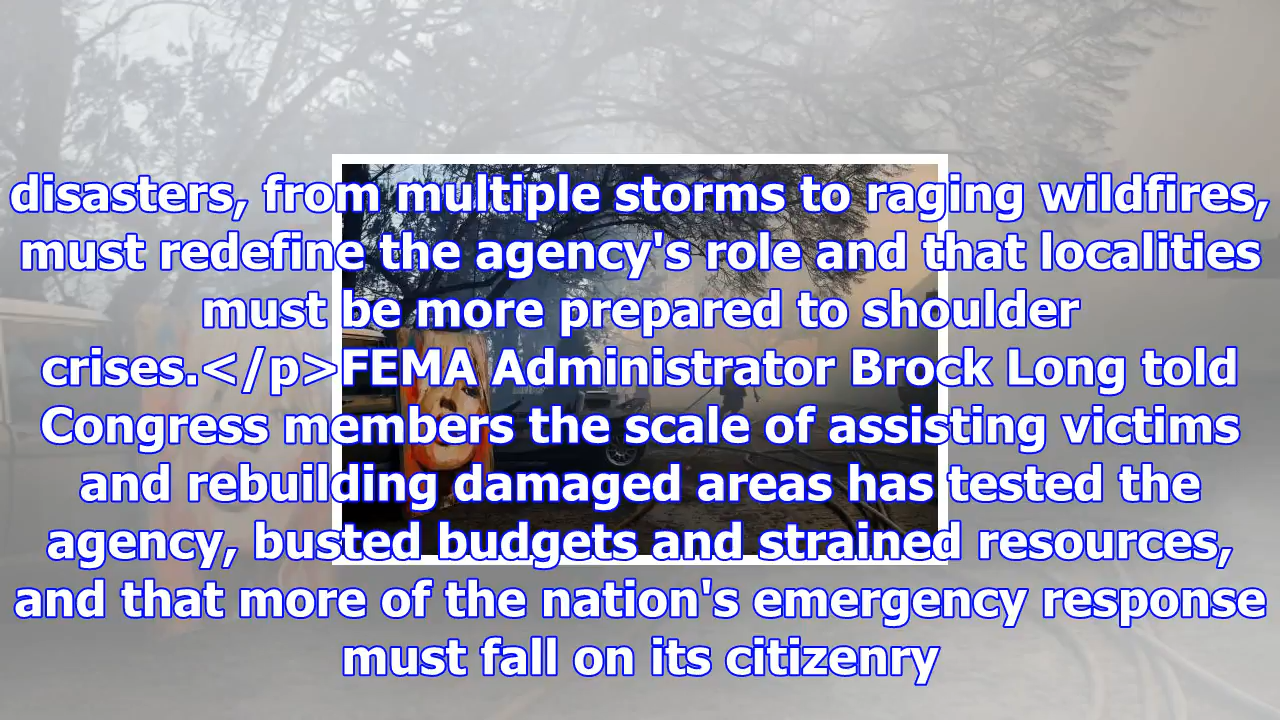 disasters, from multiple storms to raging wildfires,
must redefine the agency's role and that localities
must be more prepared to shoulder
crises.</p>FEMA Administrator Brock Long told
Congress members the scale of assisting victims
and rebuilding damaged areas has tested the
agency, busted budgets and strained resources,
and that more of the nation's emergency response
must fall on its citizenry